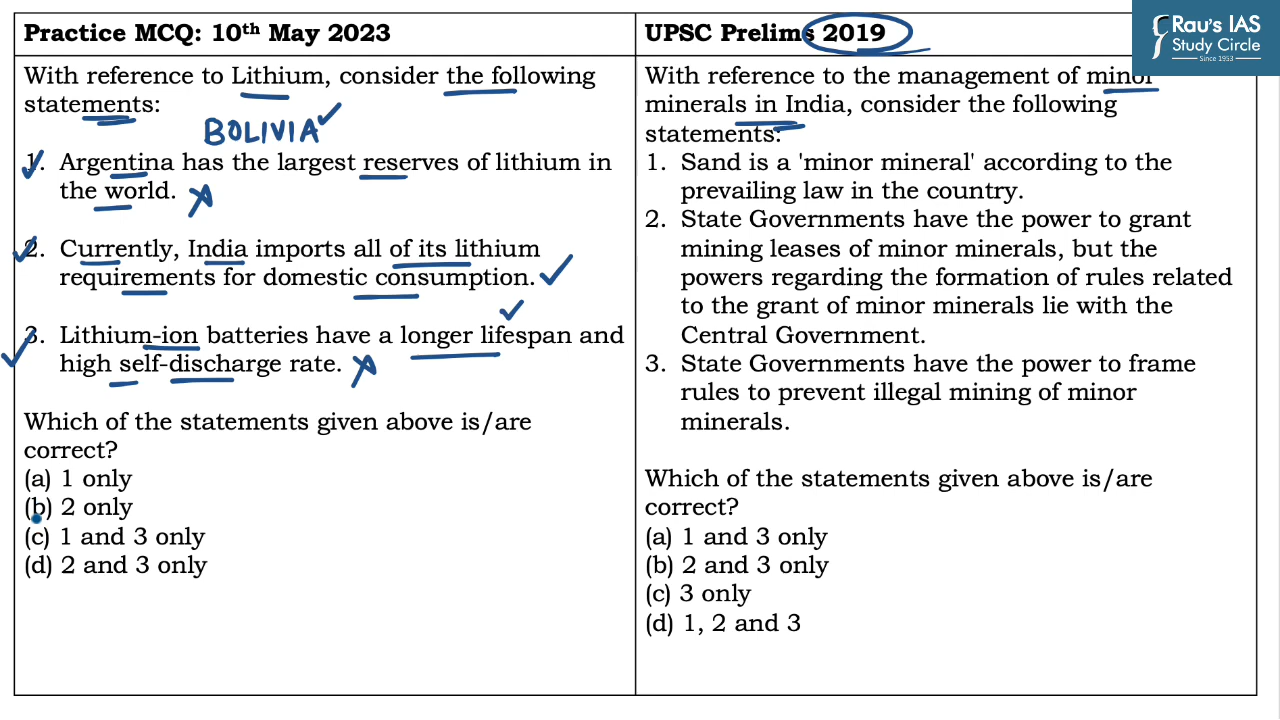 Practice MCQ: 10th May 2023
With reference to Lithium, consider the following
statements:
BOLIVIA
1. Argentina has the largest reserves of lithium in
the world.
2. Currently, India imports all of its lithium
requirements for domestic consumption.
3. Lithium-ion batteries have a longer lifespan and
high self-discharge rate.
Which of the statements given above is/are
correct?
(a) 1 only
(b) 2 only
(c) 1 and 3 only
(d) 2 and 3 only
UPSC Prelims 2019
With reference to the management of minor
minerals in India, consider the following
statements:
1. Sand is a 'minor mineral' according to the
prevailing law in the country.
2. State Governments have the power to grant
mining leases of minor minerals, but the
powers regarding the formation of rules related
to the grant of minor minerals lie with the
Central Government.
3. State Governments have the power to frame
rules to prevent illegal mining of minor
minerals.
Which of the statements given above is/are
correct?
(a) 1 and 3 only
(b) 2 and 3 only
(c) 3 only
(d) 1, 2 and 3
Rau's IAS
Study Circle
Since 1953